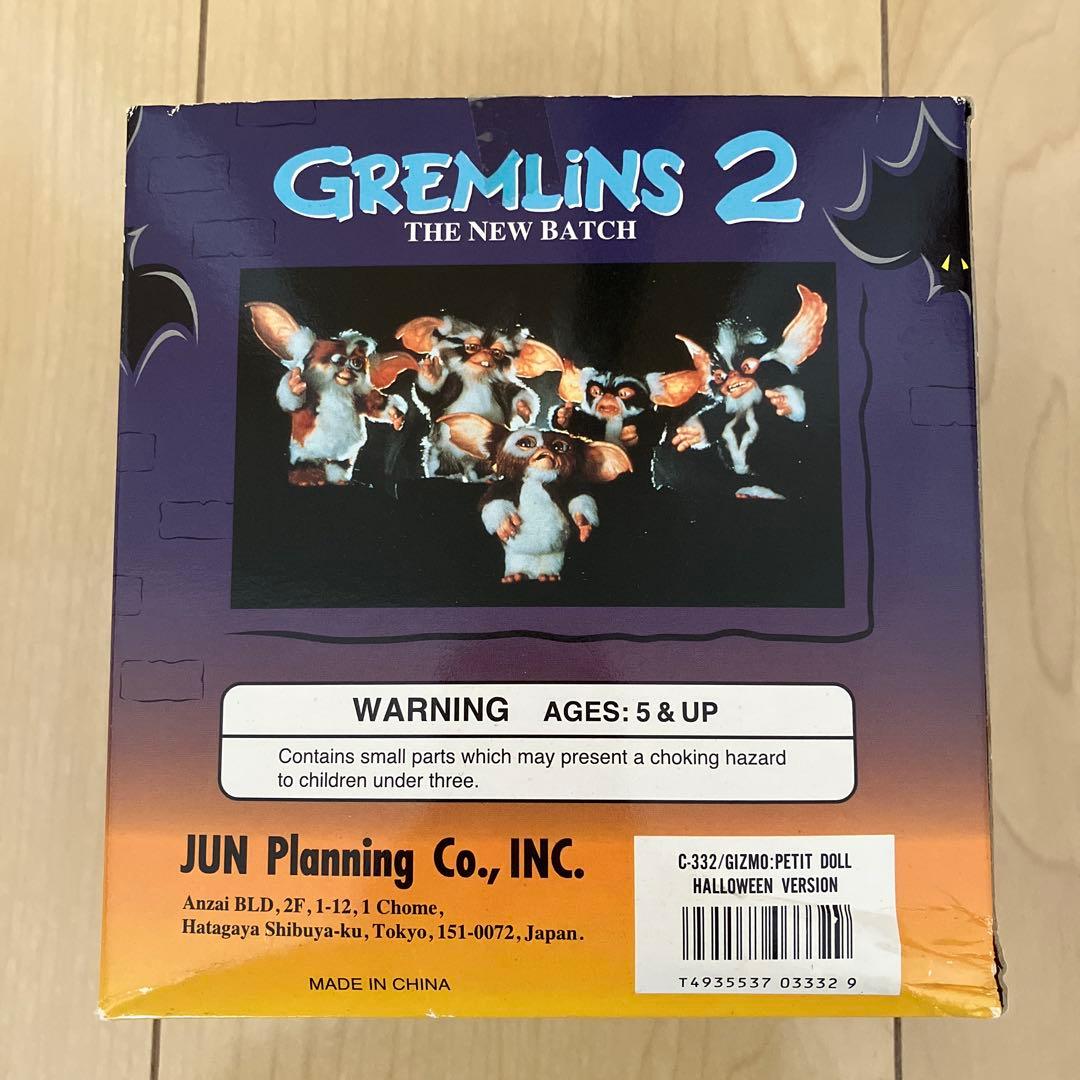 GREMLiNS 2
THE NEW BATCH
WARNING AGES: 5 & UP
Contains small parts which may present a choking hazard
to children under three.
JUN Planning Co., INC.
Anzai BLD, 2F, 1-12, 1 Chome,
Hatagaya Shibuya-ku, Tokyo, 151-0072, Japan.
MADE IN CHINA
C-332/GIZMO:PETIT DOLL
HALLOWEEN VERSION
T4935537 03332 9